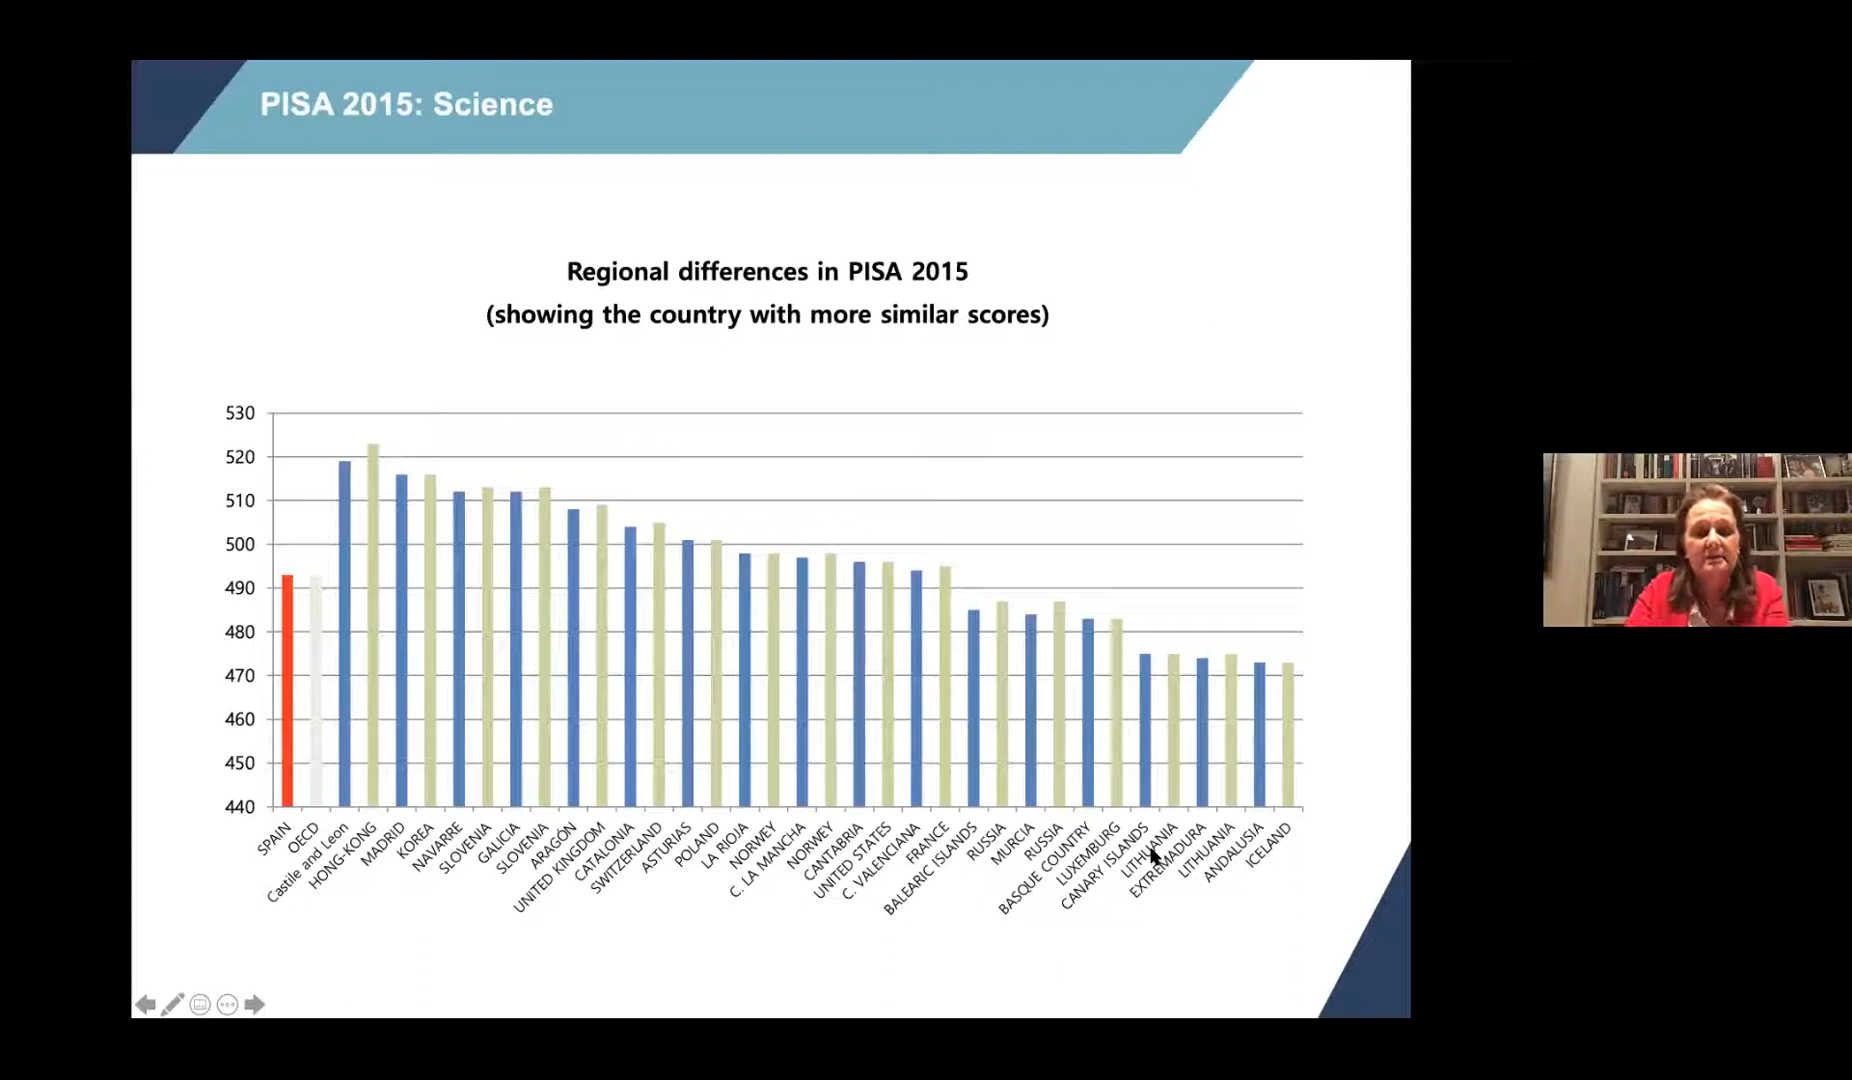 PISA 2015: Science
Regional differences in PISA 2015
(showing the country with more similar scores)
530
520
510
500
490
480
470
460
450
440
SPAIN
OECD
Castile and Leon
HONG-KONG
MADRID
KOREA
NAVARRE
SLOVENIA
GALICIA
SLOVENIA
ARAGÓN
UNITED KINGDOM
CATALONIA
SWITZERLAND
ASTURIAS
POLAND
LA RIOJA
NORWEY
C. LA MANCHA
NORWEY
CANTABRIA
UNITED STATES
C. VALENCIANA
FRANCE
BALEARIC ISLANDS
RUSSIA
MURCIA
RUSSIA
BASQUE COUNTRY
LUXEMBURG
CANARY ISLANDS
LITHUANIA
EXTREMADURA
LITHUANIA
ANDALUSIA
ICELAND